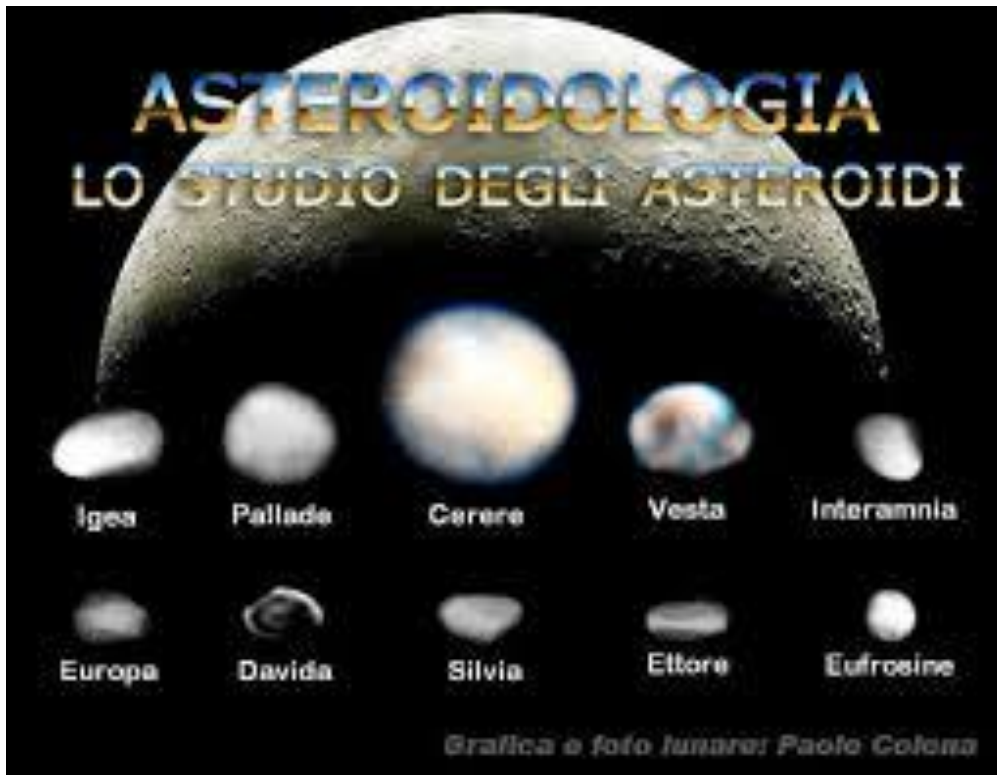 ASTEROIDOLOGIA
LO STUDIO DEGLI ASTEROIDI
Igea Pallade Cerere Vesta Interamnia
Europa Davida Silvia Ettore Eufrosine
Grafica e foto lunare: Paolo Colona